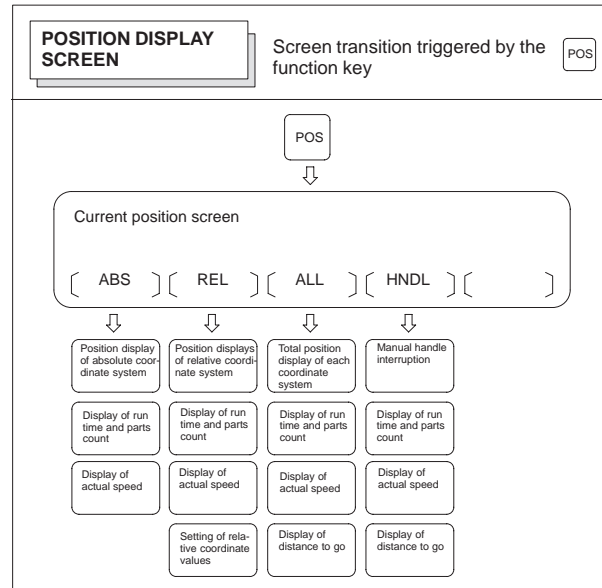 POSITION DISPLAY
SCREEN
Screen transition triggered by the
function key
POS
POS
Current position screen
[ ABS ] [ REL ] [ ALL ] [ HNDL ] [ ]
Position display
of absolute coor-
dinate system
Position displays
of relative coordi-
nate system
Total position
display of each
coordinate
system
Manual handle
interruption
Display of run
time and parts
count
Display of run
time and parts
count
Display of run
time and parts
count
Display of run
time and parts
count
Display of
actual speed
Display of
actual speed
Display of
actual speed
Display of
actual speed
Setting of rela-
tive coordinate
values
Display of
distance to go
Display of
distance to go